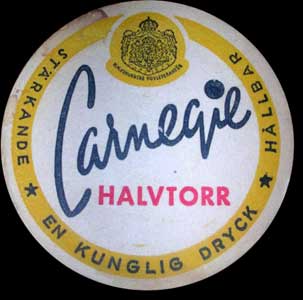 STÄRKANDE
HÅLLBAR
Carnegie
HALVTORR
★ EN KUNGLIG DRYCK ★